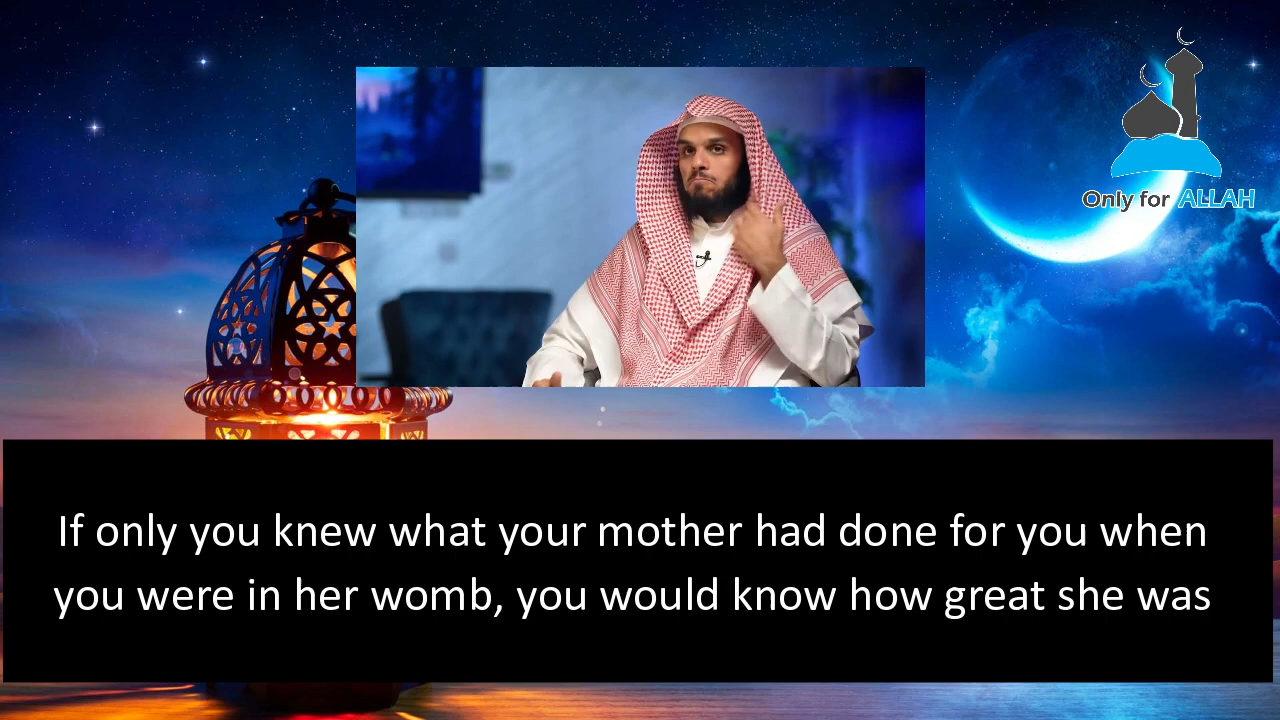 Only for ALLAH
If only you knew what your mother had done for you when
you were in her womb, you would know how great she was